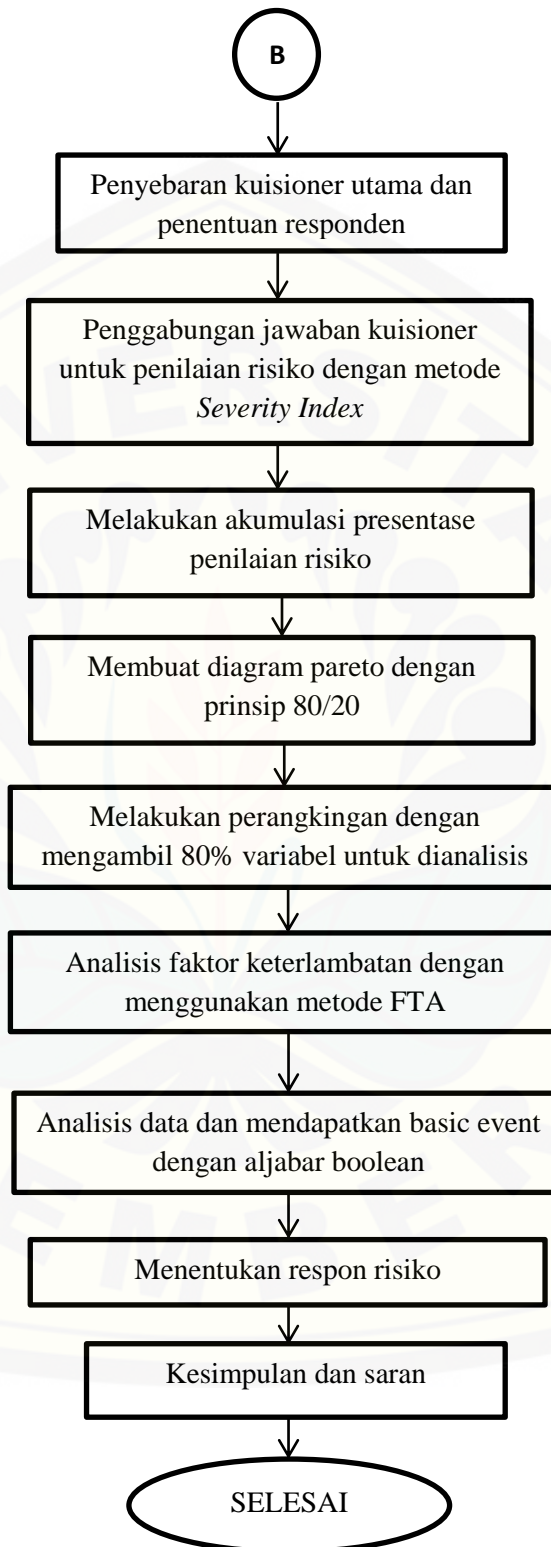 B
Penyebaran kuisioner utama dan
penentuan responden
Penggabungan jawaban kuisioner
untuk penilaian risiko dengan metode
Severity Index
Melakukan akumulasi presentase
penilaian risiko
Membuat diagram pareto dengan
prinsip 80/20
Melakukan perangkingan dengan
mengambil 80% variabel untuk dianalisis
Analisis faktor keterlambatan dengan
menggunakan metode FTA
Analisis data dan mendapatkan basic event
dengan aljabar boolean
Menentukan respon risiko
Kesimpulan dan saran
SELESAI